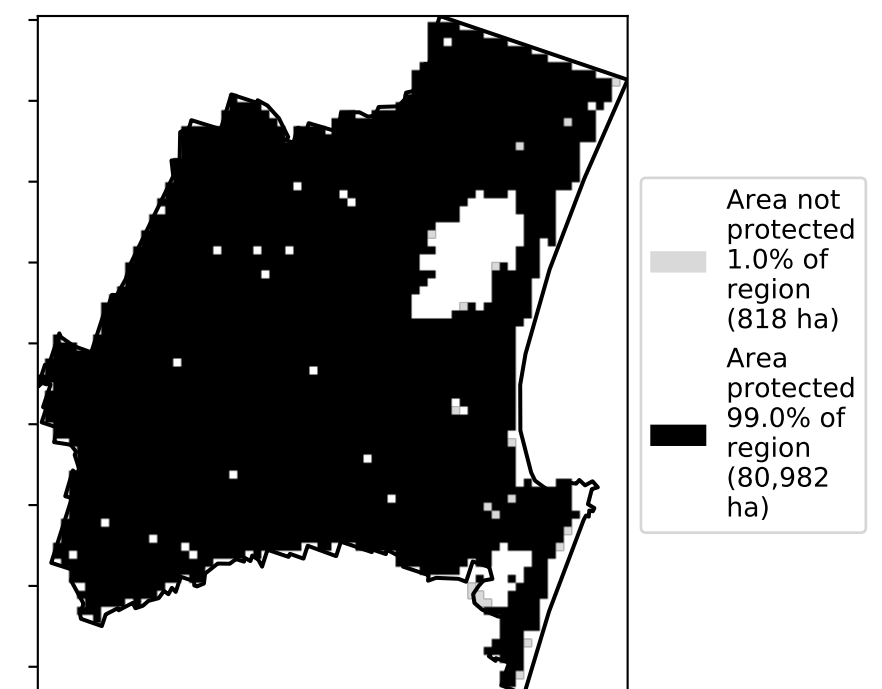 Area not
protected
1.0% of
region
(818 ha)
Area
protected
99.0% of
region
(80,982
ha)